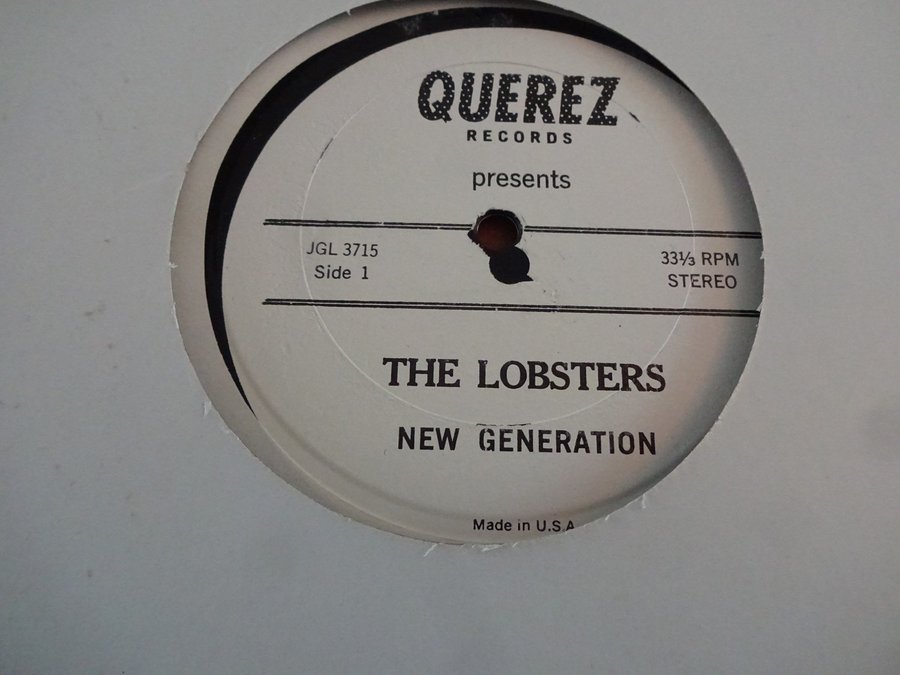 QUEREZ
RECORDS
presents
JGL 3715
Side 1
33⅓ RPM
STEREO
THE LOBSTERS
NEW GENERATION
Made in U.S.A